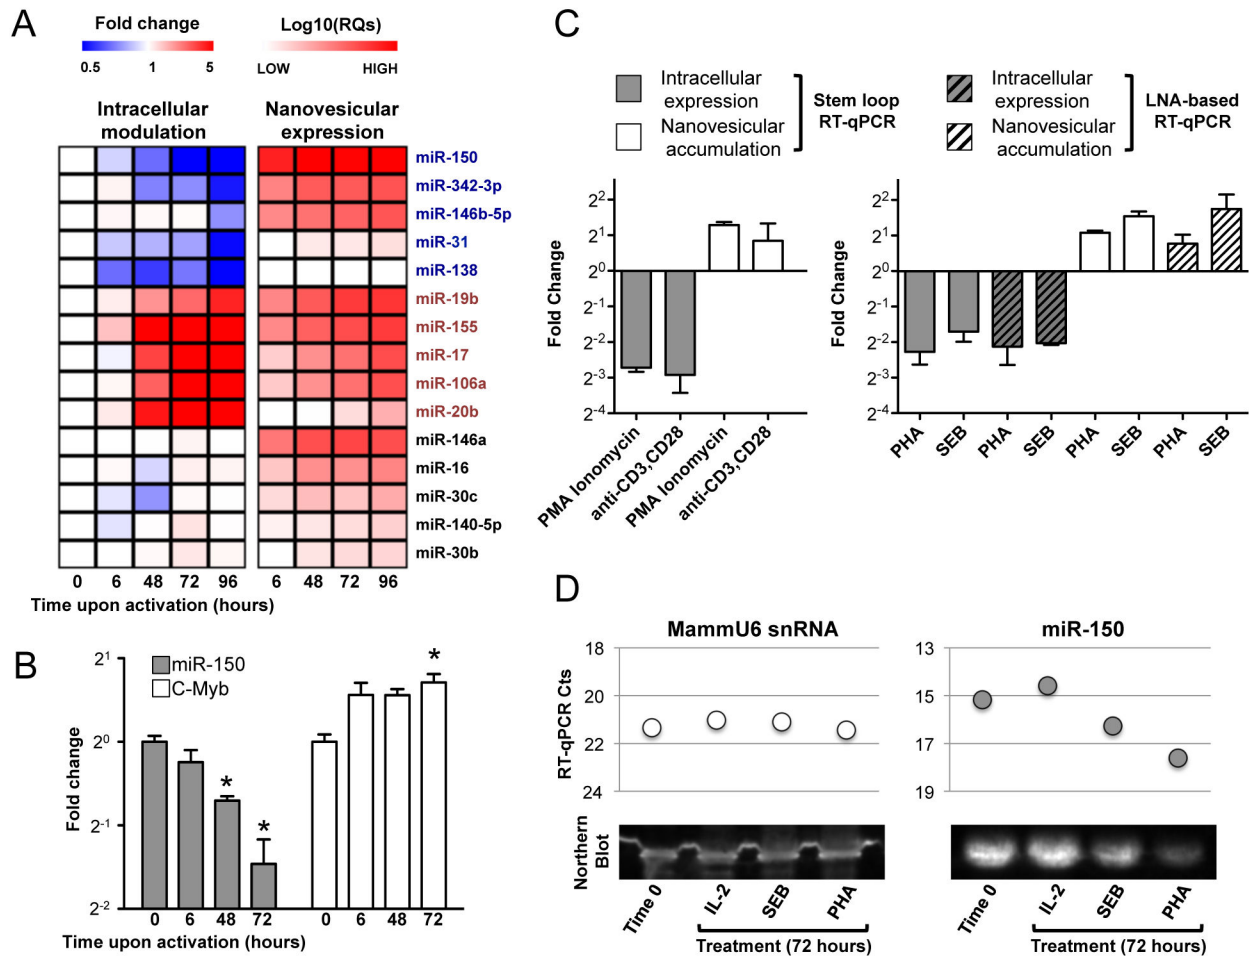 A
Fold change
0.5 1 5
Log10(RQs)
LOW HIGH
Intracellular
modulation
Nanovesicular
expression
miR-150
miR-342-3p
miR-146b-5p
miR-31
miR-138
miR-19b
miR-155
miR-17
miR-106a
miR-20b
miR-146a
miR-16
miR-30c
miR-140-5p
miR-30b
0 6 48 72 96
6 48 72 96
Time upon activation (hours)
B
miR-150
C-Myb
Fold change
2^1
2^0
2^-1
2^-2
*
*
*
0 6 48 72
0 6 48 72
Time upon activation (hours)
C
Intracellular
expression
Nanovesicular
accumulation
Stem loop
RT-qPCR
Intracellular
expression
Nanovesicular
accumulation
LNA-based
RT-qPCR
Fold Change
2^2
2^1
2^0
2^-1
2^-2
2^-3
2^-4
PMA Ionomycin
anti-CD3,CD28
PMA Ionomycin
anti-CD3,CD28
Fold Change
2^2
2^1
2^0
2^-1
2^-2
2^-3
2^-4
PHA
SEB
PHA
SEB
PHA
SEB
PHA
SEB
D
MammU6 snRNA
RT-qPCR Cts
18
20
22
24
miR-150
13
15
17
19
Northern
Blot
Time 0
IL-2
SEB
PHA
Treatment (72 hours)
Time 0
IL-2
SEB
PHA
Treatment (72 hours)